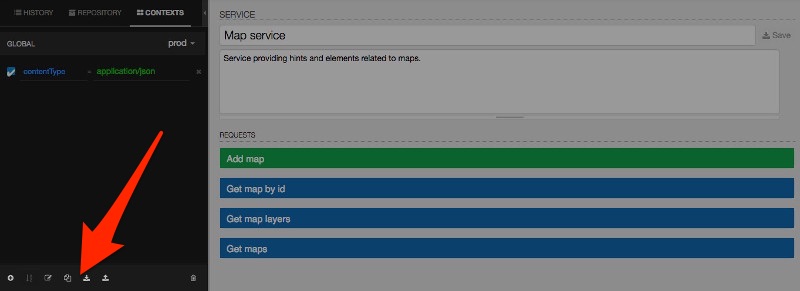 HISTORY REPOSITORY CONTEXTS
GLOBAL prod
contentType = application/json
SERVICE
Map service
Save
Service providing hints and elements related to maps.
REQUESTS
Add map
Get map by id
Get map layers
Get maps